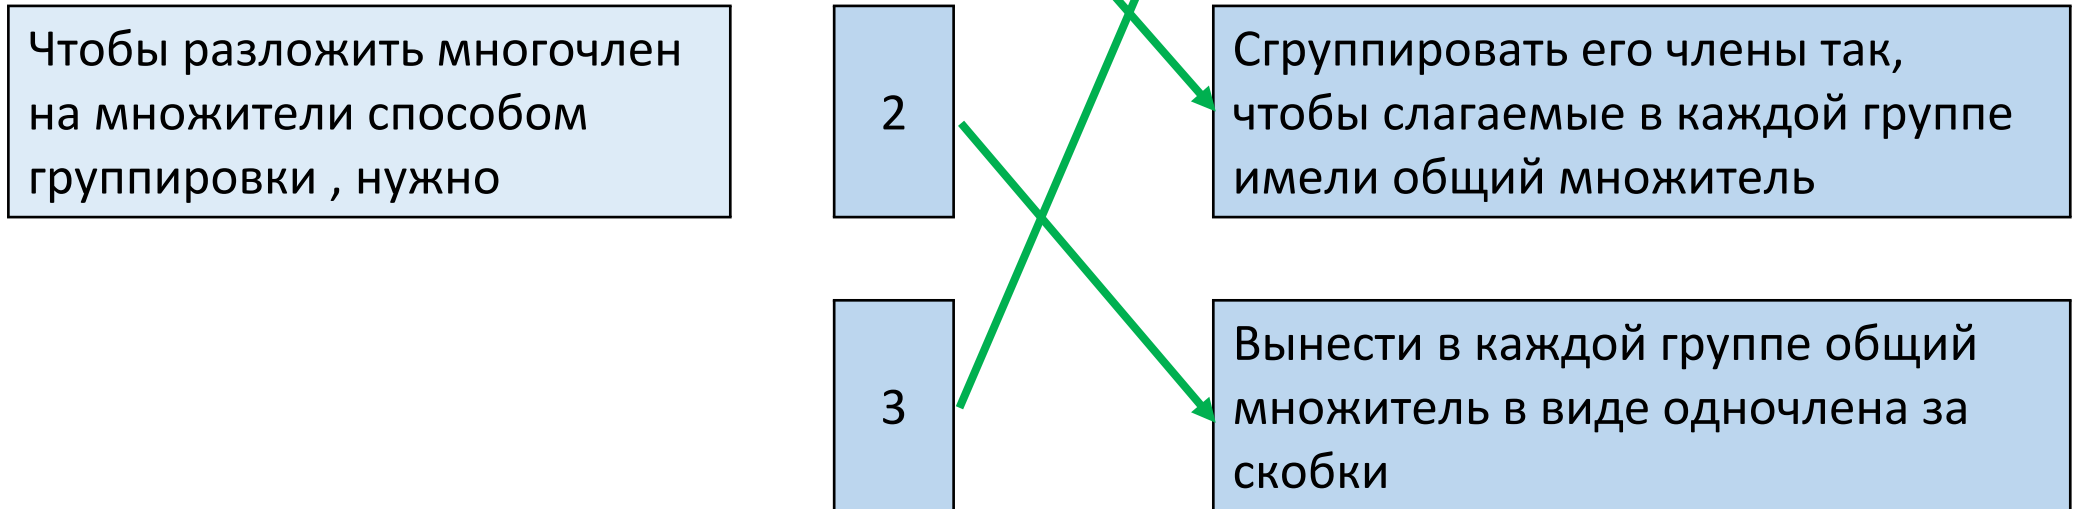 Чтобы разложить многочлен
на множители способом
группировки , нужно
2
Сгруппировать его члены так,
чтобы слагаемые в каждой группе
имели общий множитель
3
Вынести в каждой группе общий
множитель в виде одночлена за
скобки